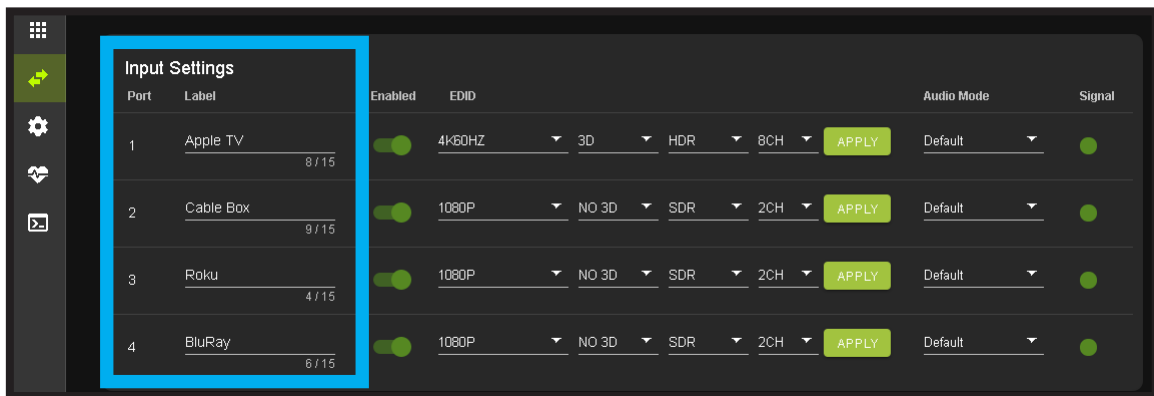 Input Settings
Port Label Enabled EDID Audio Mode Signal
1 Apple TV 4K60HZ 3D HDR 8CH APPLY Default
8 / 15
2 Cable Box 1080P NO 3D SDR 2CH APPLY Default
9 / 15
3 Roku 1080P NO 3D SDR 2CH APPLY Default
4 / 15
4 BluRay 1080P NO 3D SDR 2CH APPLY Default
6 / 15